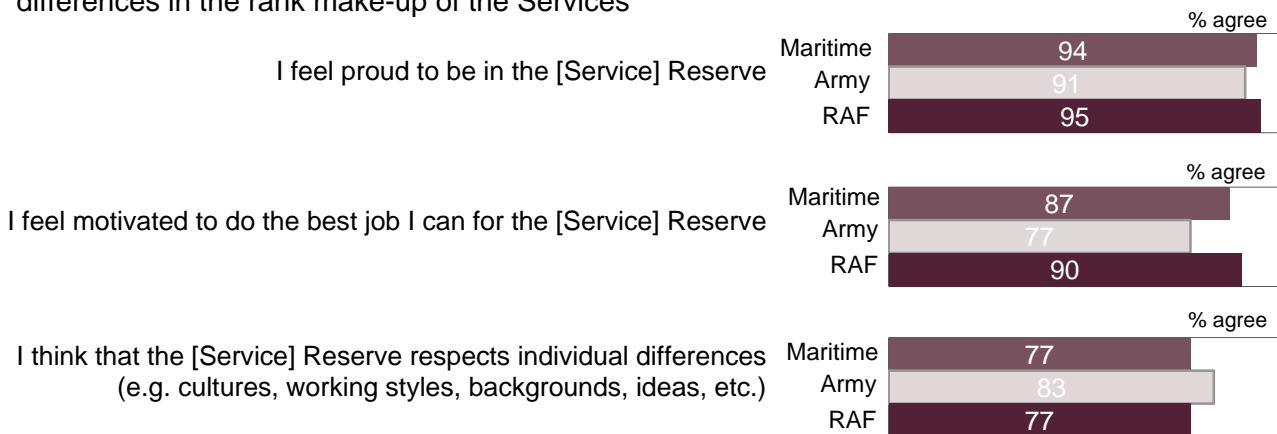 differences in the rank make-up of the Services
% agree
I feel proud to be in the [Service] Reserve
Maritime 94
Army 91
RAF 95
% agree
I feel motivated to do the best job I can for the [Service] Reserve
Maritime 87
Army 77
RAF 90
% agree
I think that the [Service] Reserve respects individual differences
(e.g. cultures, working styles, backgrounds, ideas, etc.)
Maritime 77
Army 83
RAF 77